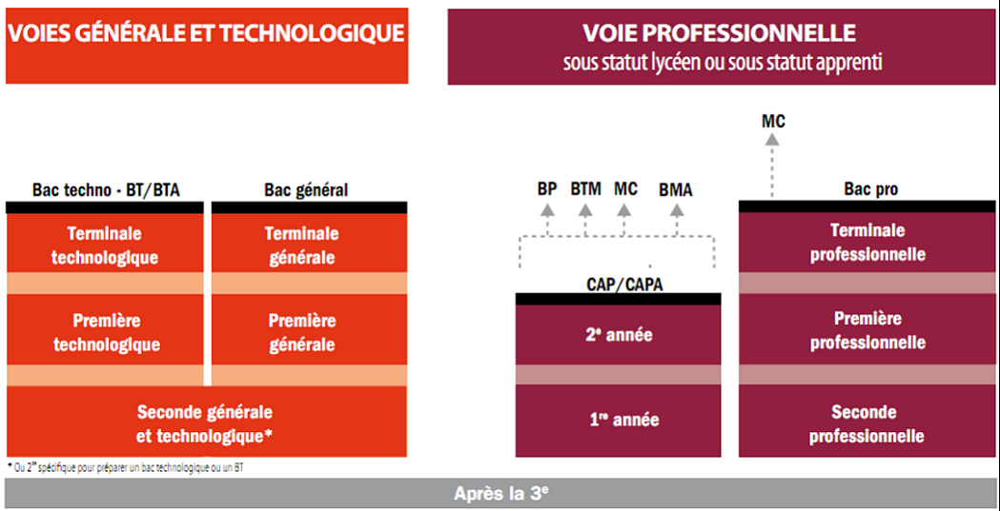 VOIES GÉNÉRALE ET TECHNOLOGIQUE
VOIE PROFESSIONNELLE
sous statut lycéen ou sous statut apprenti
MC
Bac techno - BT/BTA
Bac général
BP BTM MC BMA
Bac pro
Terminale
technologique
Terminale
générale
Terminale
professionnelle
CAP/CAPA
Première
technologique
Première
générale
2e année
Première
professionnelle
Seconde générale
et technologique*
1re année
Seconde
professionnelle
* Ou 2de spécifique pour préparer un bac technologique ou un BT
Après la 3e